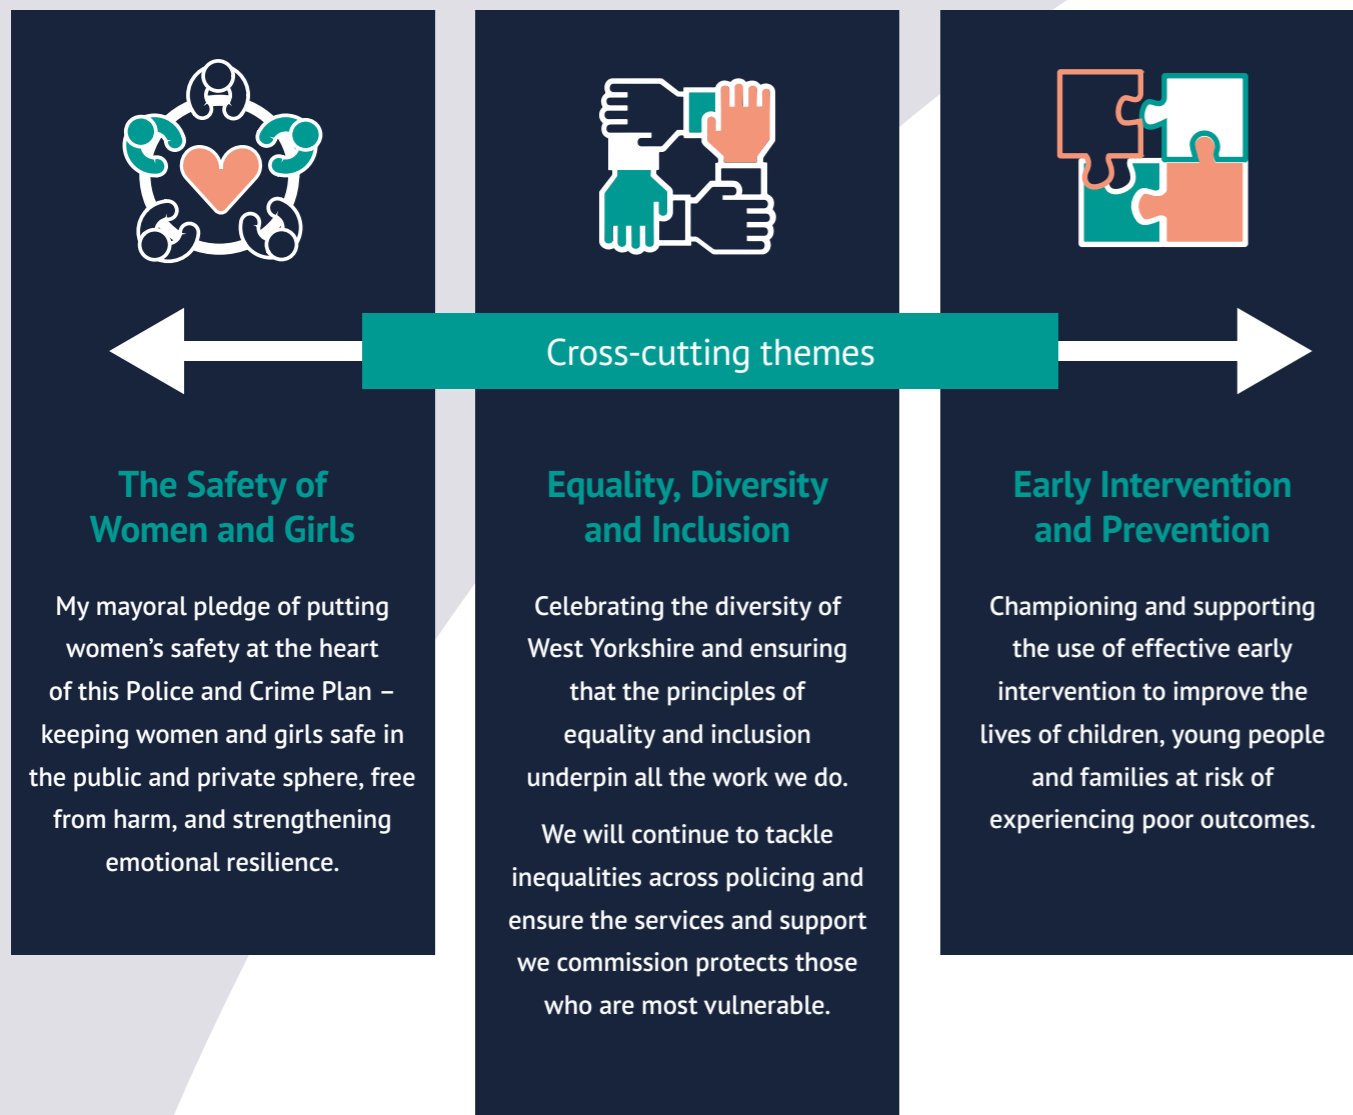 Cross-cutting themes
The Safety of
Women and Girls
My mayoral pledge of putting
women’s safety at the heart
of this Police and Crime Plan –
keeping women and girls safe in
the public and private sphere, free
from harm, and strengthening
emotional resilience.
Equality, Diversity
and Inclusion
Celebrating the diversity of
West Yorkshire and ensuring
that the principles of
equality and inclusion
underpin all the work we do.
We will continue to tackle
inequalities across policing and
ensure the services and support
we commission protects those
who are most vulnerable.
Early Intervention
and Prevention
Championing and supporting
the use of effective early
intervention to improve the
lives of children, young people
and families at risk of
experiencing poor outcomes.